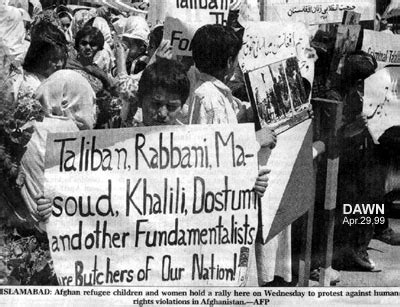 Taliban
Taliban, Rabbani, Ma-
soud, Khalili, Dostum
and other Fundamentalists
Are Butchers of Our Nation!
DAWN
Apr.29,99
ISLAMABAD: Afghan refugee children and women hold a rally here on Wednesday to protest against human
rights violations in Afghanistan.—AFP